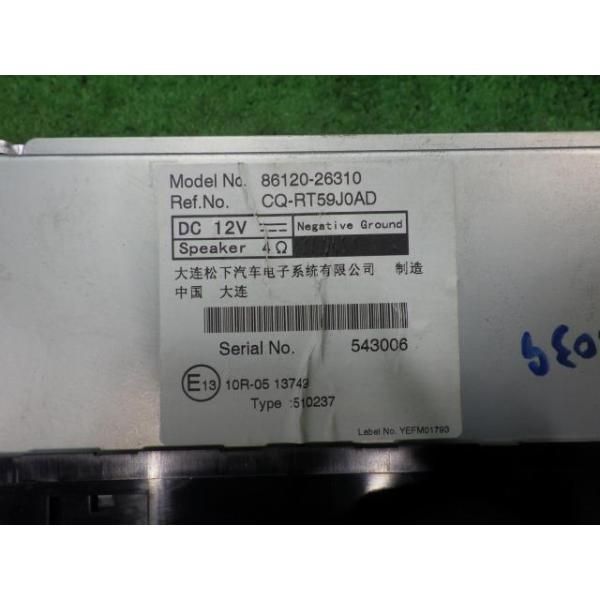 Model No. 86120-26310
Ref.No. CQ-RT59J0AD
DC 12V Negative Ground
Speaker 4Ω
大连松下汽车电子系统有限公司 制造
中国 大连
Serial No. 543006
E13 10R-05 13749
Type :510237
Label No. YEFM01793